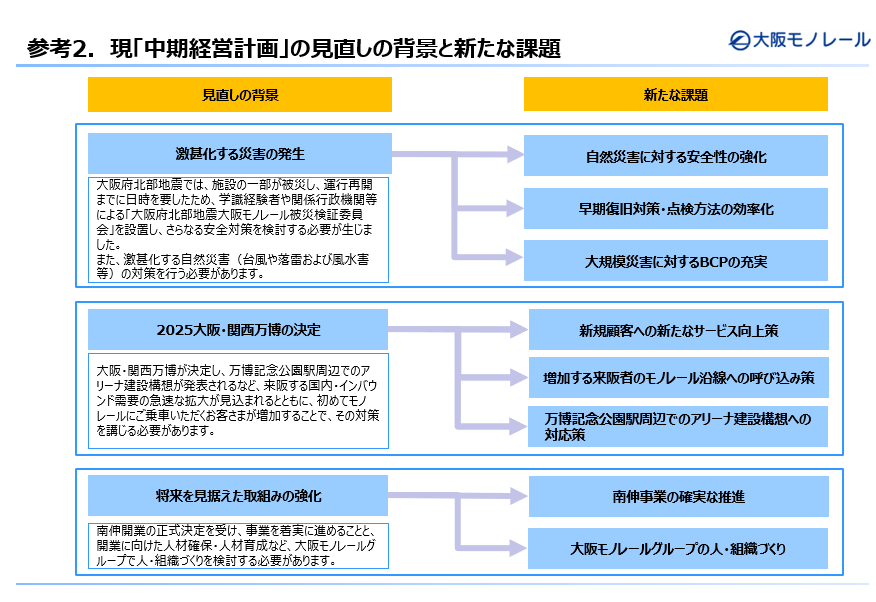 参考2．現「中期経営計画」の見直しの背景と新たな課題
大阪モノレール
見直しの背景
新たな課題
激甚化する災害の発生
大阪府北部地震では、施設の一部が被災し、運行再開
までに日時を要したため、学識経験者や関係行政機関等
による「大阪府北部地震大阪モノレール被災検証委員
会」を設置し、さらなる安全対策を検討する必要が生じま
した。
また、激甚化する自然災害（台風や落雷および風水害
等）の対策を行う必要があります。
自然災害に対する安全性の強化
早期復旧対策・点検方法の効率化
大規模災害に対するBCPの充実
2025大阪・関西万博の決定
大阪・関西万博が決定し、万博記念公園駅周辺でのア
リーナ建設構想が発表されるなど、来阪する国内・インバウ
ンド需要の急速な拡大が見込まれるとともに、初めてモノ
レールにご乗車いただくお客さまが増加することで、その対策
を講じる必要があります。
新規顧客への新たなサービス向上策
増加する来阪者のモノレール沿線への呼び込み策
万博記念公園駅周辺でのアリーナ建設構想への
対応策
将来を見据えた取組みの強化
南伸開業の正式決定を受け、事業を着実に進めることと、
開業に向けた人材確保・人材育成など、大阪モノレールグ
ループで人・組織づくりを検討する必要があります。
南伸事業の確実な推進
大阪モノレールグループの人・組織づくり